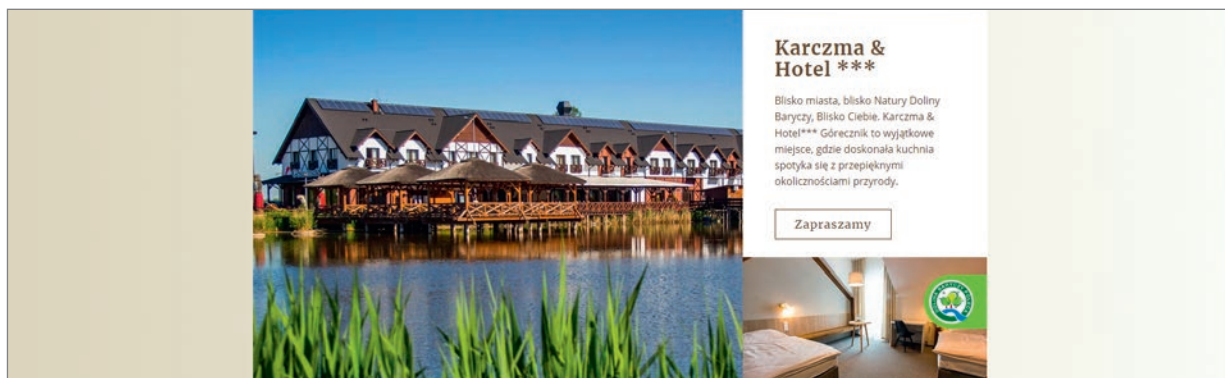 Karczma &
Hotel ***
Blisko miasta, blisko Natury Doliny
Baryczy, Blisko Ciebie. Karczma &
Hotel*** Górecznik to wyjątkowe
miejsce, gdzie doskonała kuchnia
spotyka się z przepięknymi
okolicznościami przyrody.
Zapraszamy